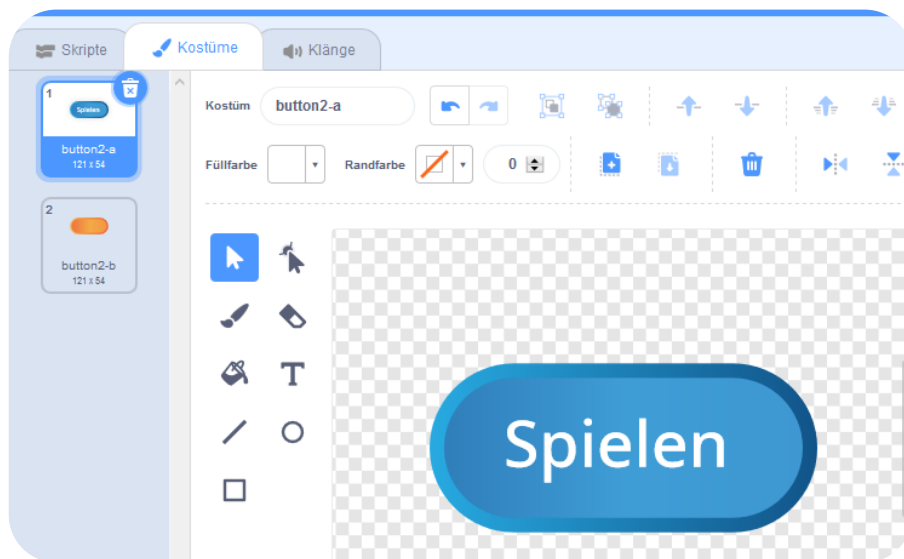 Skripte
Kostüme
Klänge
1
Spielen
button2-a
121 x 54
2
button2-b
121 x 54
Kostüm
button2-a
Füllfarbe
Randfarbe
0
T
Spielen